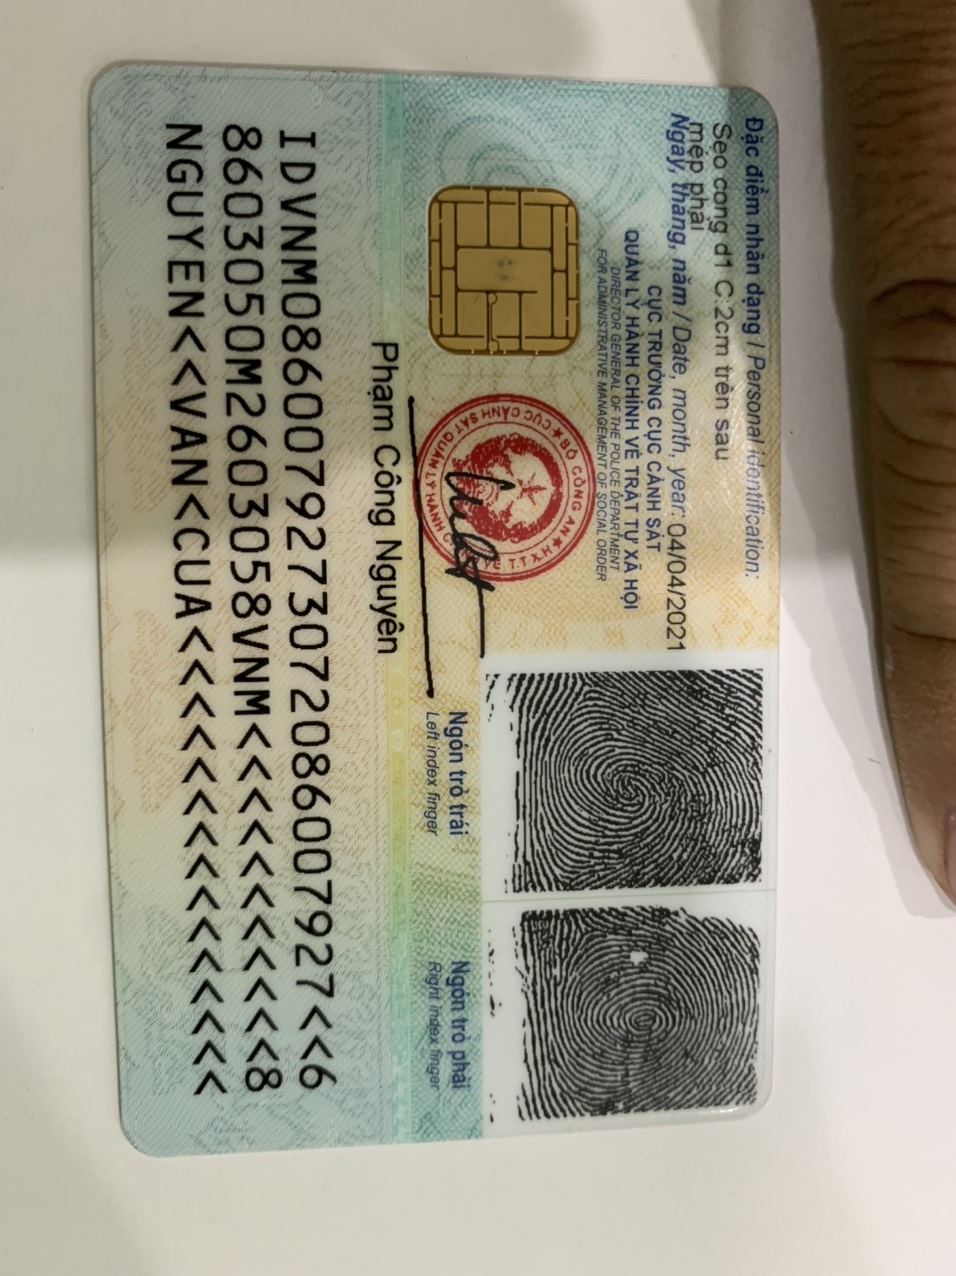 Đặc điểm nhân dạng / Personal identification:
Sẹo cong d1 C:2cm trên sau
mép phải
Ngày, tháng, năm / Date, month, year: 04/04/2021
CỤC TRƯỞNG CỤC CẢNH SÁT
QUẢN LÝ HÀNH CHÍNH VỀ TRẬT TỰ XÃ HỘI
DIRECTOR GENERAL OF THE POLICE DEPARTMENT
FOR ADMINISTRATIVE MANAGEMENT OF SOCIAL ORDER
BỘ CÔNG AN
CỤC CẢNH SÁT QUẢN LÝ HÀNH C VỀ T.T.X.H
Phạm Công Nguyên
Ngón trỏ trái
Left index finger
Ngón trỏ phải
Right index finger
IDVNM0860079273072086007927<<6
8603050M2603058VNM<<<<<<<<<<<8
NGUYEN<<VAN<CUA<<<<<<<<<<<<<<<